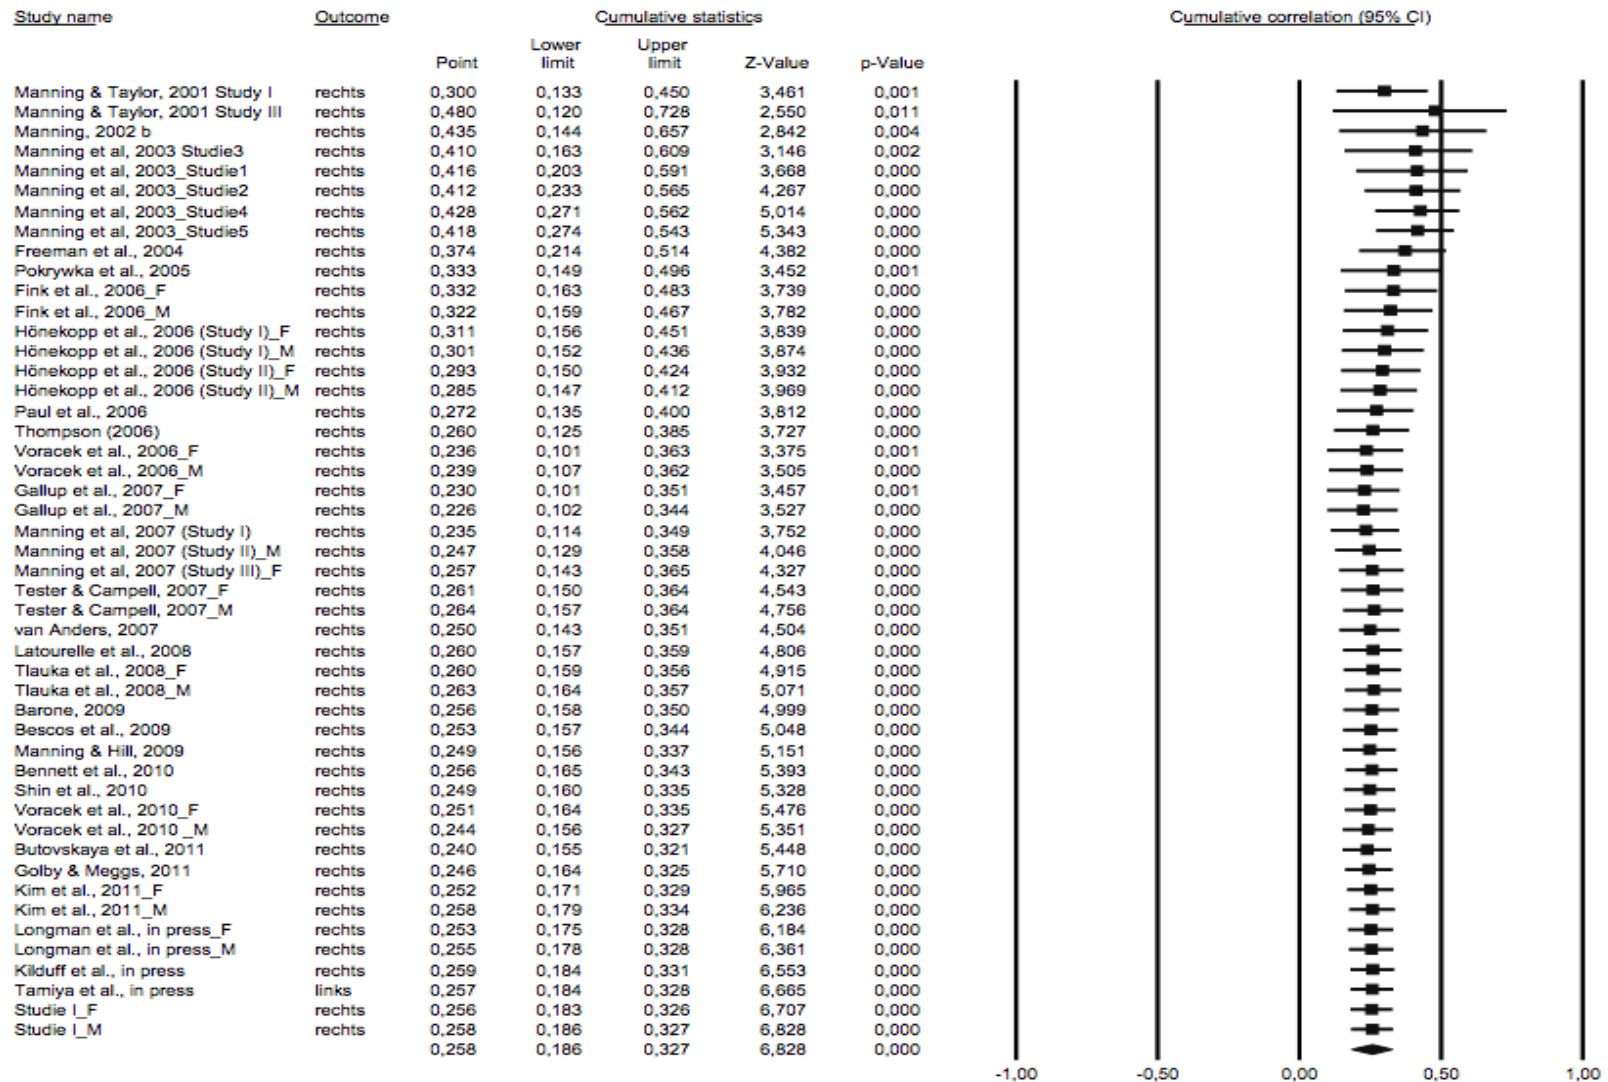 Study name Outcome Cumulative statistics Cumulative correlation (95% CI)
Lower Upper
Point limit limit Z-Value p-Value
Manning & Taylor, 2001 Study I rechts 0,300 0,133 0,450 3,461 0,001
Manning & Taylor, 2001 Study III rechts 0,480 0,120 0,728 2,550 0,011
Manning, 2002 b rechts 0,435 0,144 0,657 2,842 0,004
Manning et al, 2003 Studie3 rechts 0,410 0,163 0,609 3,146 0,002
Manning et al, 2003_Studie1 rechts 0,416 0,203 0,591 3,668 0,000
Manning et al, 2003_Studie2 rechts 0,412 0,233 0,565 4,267 0,000
Manning et al, 2003_Studie4 rechts 0,428 0,271 0,562 5,014 0,000
Manning et al, 2003_Studie5 rechts 0,418 0,274 0,543 5,343 0,000
Freeman et al., 2004 rechts 0,374 0,214 0,514 4,382 0,000
Pokrywka et al., 2005 rechts 0,333 0,149 0,496 3,452 0,001
Fink et al., 2006_F rechts 0,332 0,163 0,483 3,739 0,000
Fink et al., 2006_M rechts 0,322 0,159 0,467 3,782 0,000
Hönekopp et al., 2006 (Study I)_F rechts 0,311 0,156 0,451 3,839 0,000
Hönekopp et al., 2006 (Study I)_M rechts 0,301 0,152 0,436 3,874 0,000
Hönekopp et al., 2006 (Study II)_F rechts 0,293 0,150 0,424 3,932 0,000
Hönekopp et al., 2006 (Study II)_M rechts 0,285 0,147 0,412 3,969 0,000
Paul et al., 2006 rechts 0,272 0,135 0,400 3,812 0,000
Thompson (2006) rechts 0,260 0,125 0,385 3,727 0,000
Voracek et al., 2006_F rechts 0,236 0,101 0,363 3,375 0,001
Voracek et al., 2006_M rechts 0,239 0,107 0,362 3,505 0,000
Gallup et al., 2007_F rechts 0,230 0,101 0,351 3,457 0,001
Gallup et al., 2007_M rechts 0,226 0,102 0,344 3,527 0,000
Manning et al., 2007 (Study I) rechts 0,235 0,114 0,349 3,752 0,000
Manning et al, 2007 (Study II)_M rechts 0,247 0,129 0,358 4,046 0,000
Manning et al, 2007 (Study III)_F rechts 0,257 0,143 0,365 4,327 0,000
Tester & Campell, 2007_F rechts 0,261 0,150 0,364 4,543 0,000
Tester & Campell, 2007_M rechts 0,264 0,157 0,364 4,756 0,000
van Anders, 2007 rechts 0,250 0,143 0,351 4,504 0,000
Latourelle et al., 2008 rechts 0,260 0,157 0,359 4,806 0,000
Tlauka et al., 2008_F rechts 0,260 0,159 0,356 4,915 0,000
Tlauka et al., 2008_M rechts 0,263 0,164 0,357 5,071 0,000
Barone, 2009 rechts 0,256 0,158 0,350 4,999 0,000
Bescos et al., 2009 rechts 0,253 0,157 0,344 5,048 0,000
Manning & Hill, 2009 rechts 0,249 0,156 0,337 5,151 0,000
Bennett et al., 2010 rechts 0,256 0,165 0,343 5,393 0,000
Shin et al., 2010 rechts 0,249 0,160 0,335 5,328 0,000
Voracek et al., 2010_F rechts 0,251 0,164 0,335 5,476 0,000
Voracek et al., 2010 _M rechts 0,244 0,156 0,327 5,351 0,000
Butovskaya et al., 2011 rechts 0,240 0,155 0,321 5,448 0,000
Golby & Meggs, 2011 rechts 0,246 0,164 0,325 5,710 0,000
Kim et al., 2011_F rechts 0,252 0,171 0,329 5,965 0,000
Kim et al., 2011_M rechts 0,258 0,179 0,334 6,236 0,000
Longman et al., in press_F rechts 0,253 0,175 0,328 6,184 0,000
Longman et al., in press_M rechts 0,255 0,178 0,328 6,361 0,000
Kilduff et al., in press rechts 0,259 0,184 0,331 6,553 0,000
Tamiya et al., in press links 0,257 0,184 0,328 6,665 0,000
Studie I_F rechts 0,256 0,183 0,326 6,707 0,000
Studie I_M rechts 0,258 0,186 0,327 6,828 0,000
0,258 0,186 0,327 6,828 0,000
-1,00 -0,50 0,00 0,50 1,00